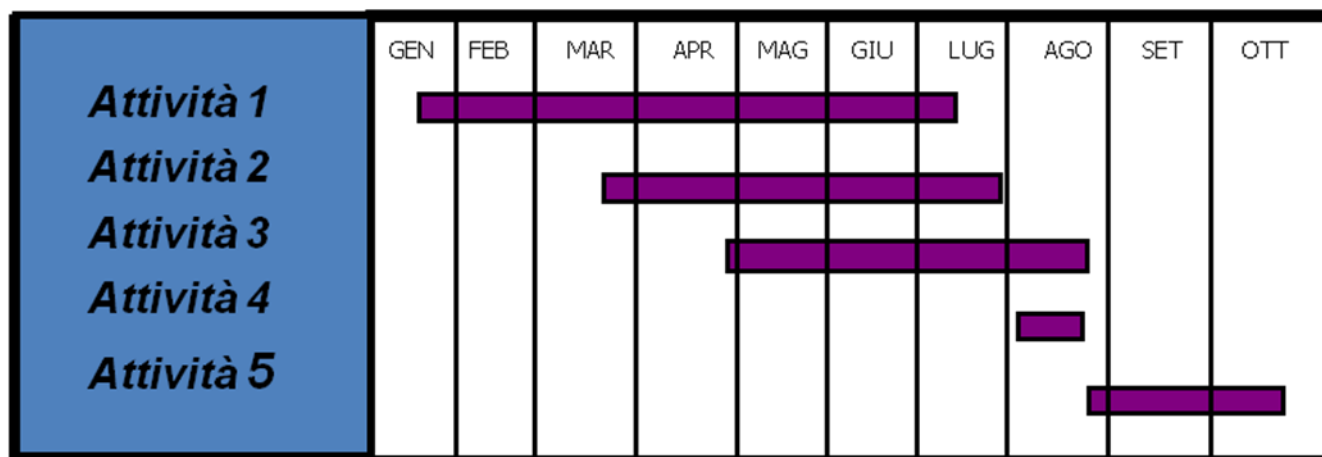 GEN FEB MAR APR MAG GIU LUG AGO SET OTT
Attività 1
Attività 2
Attività 3
Attività 4
Attività 5